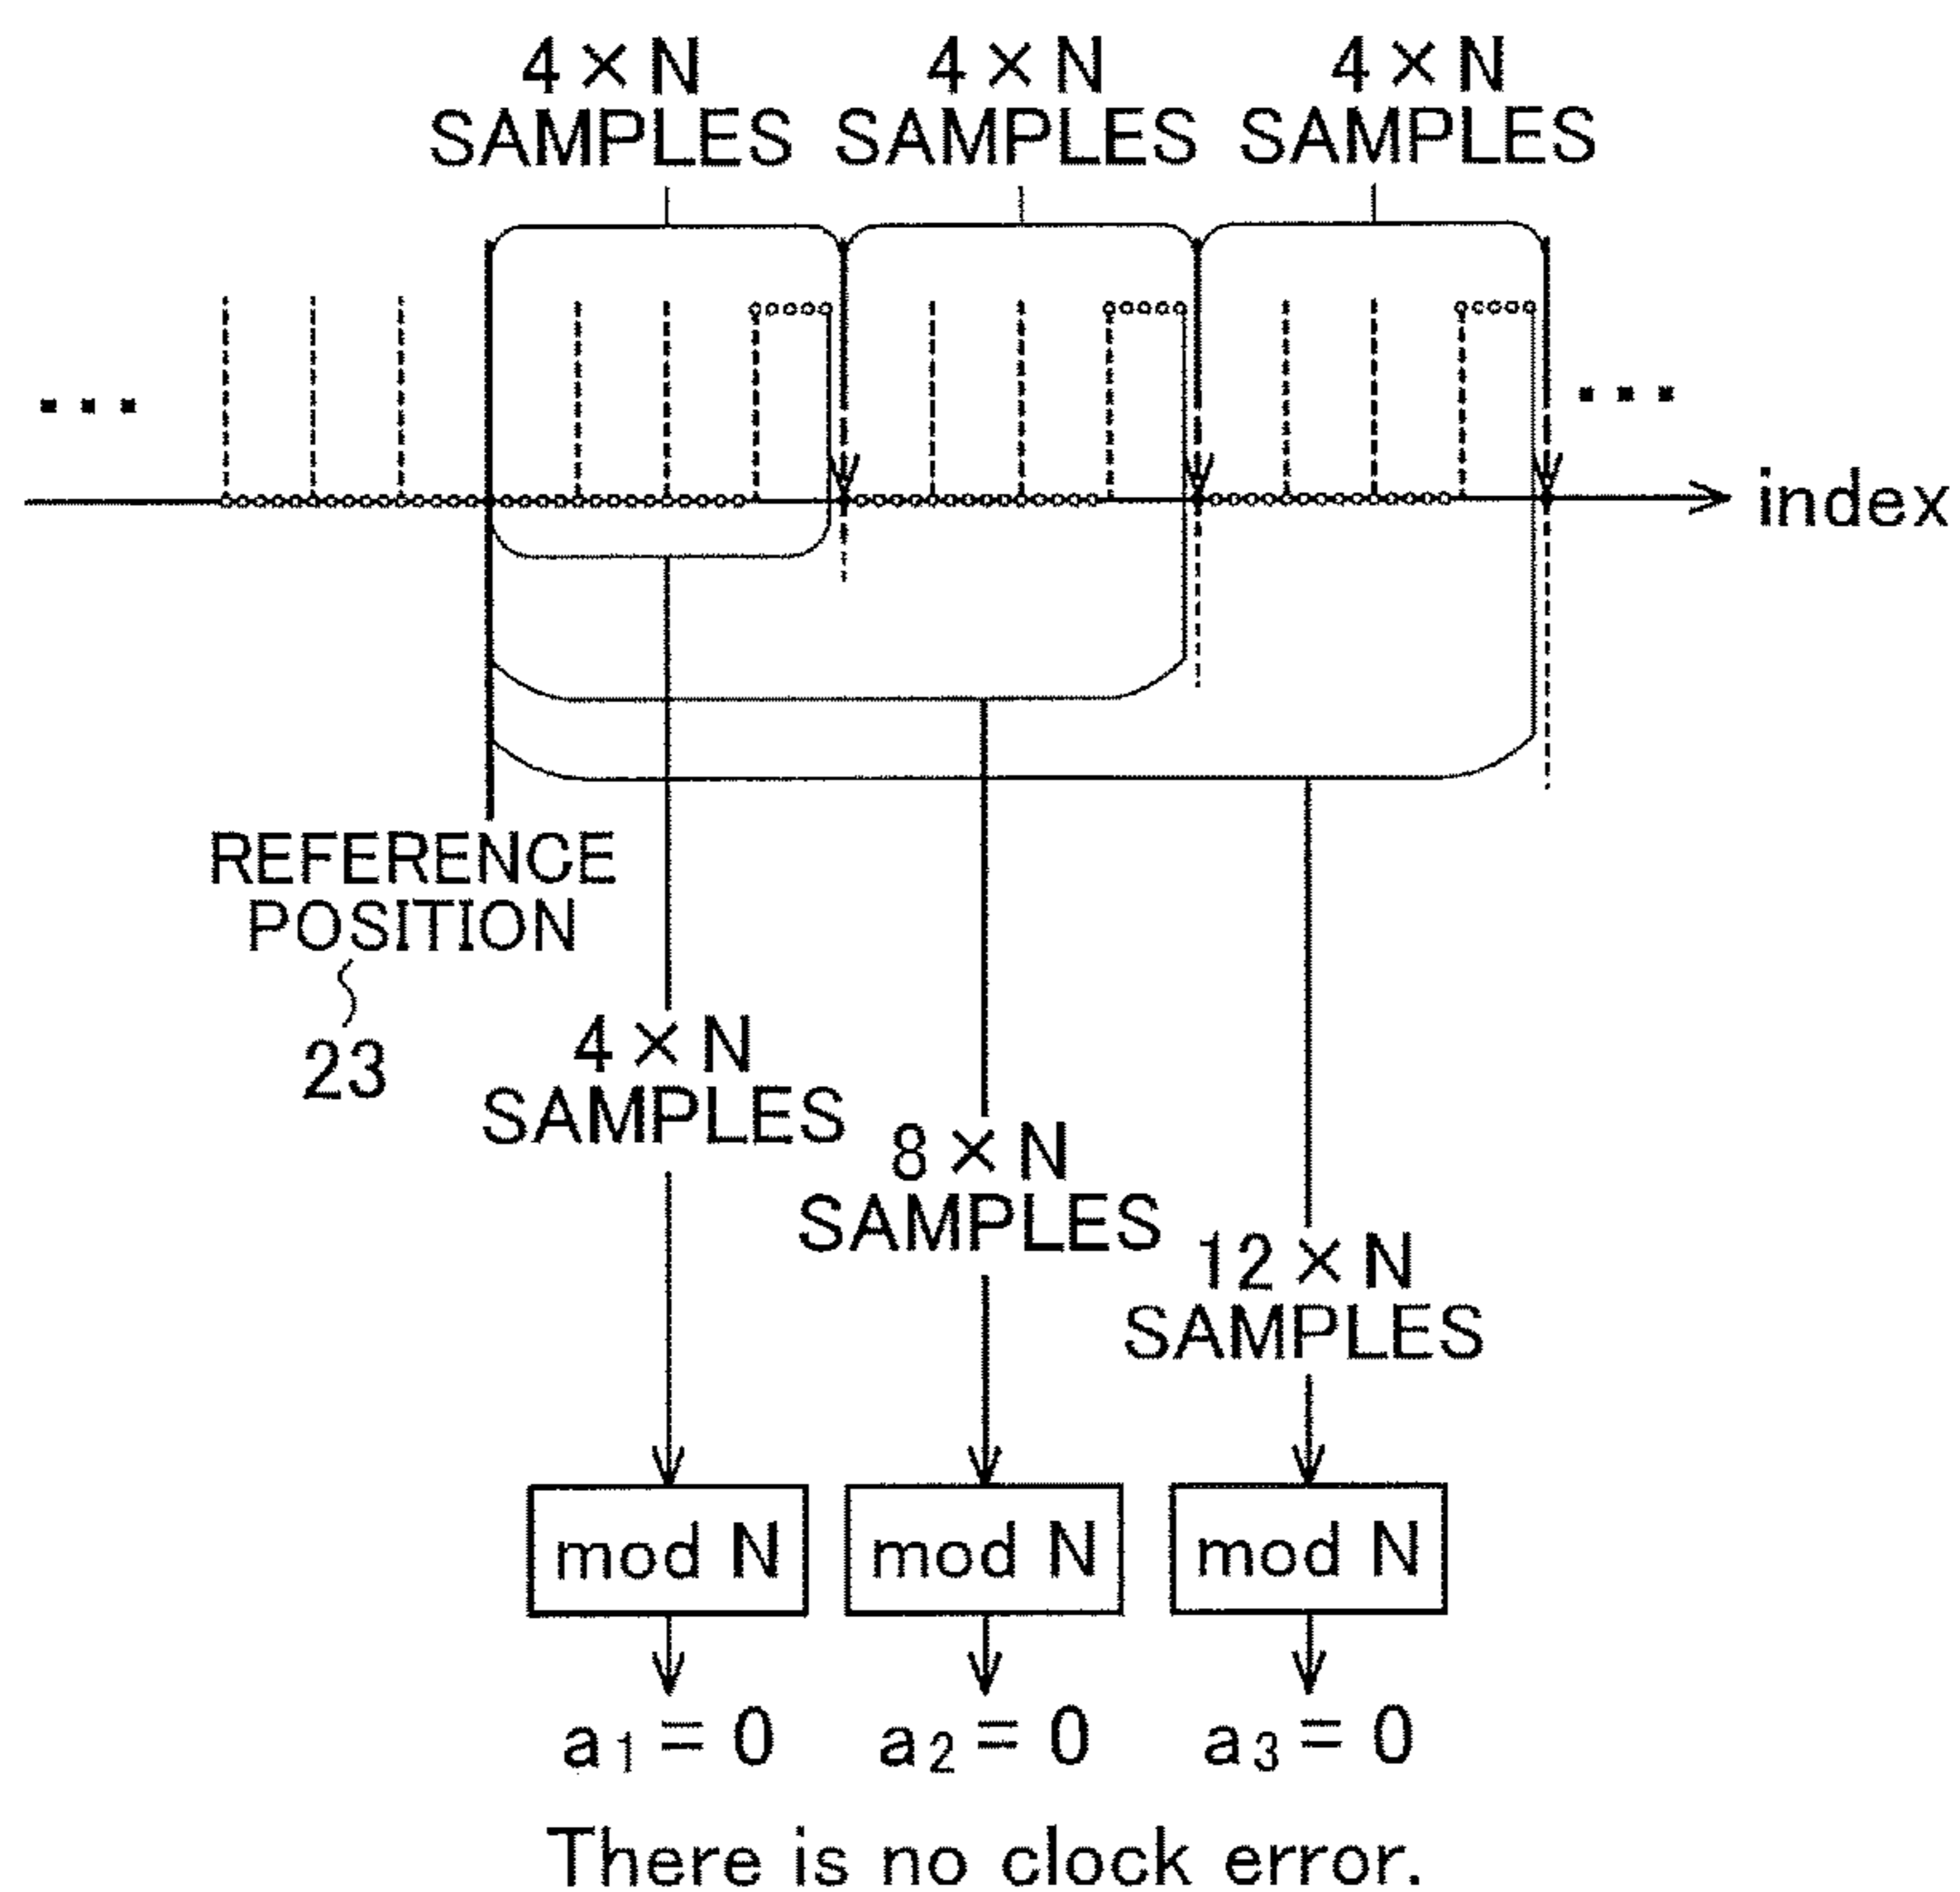 4×N
SAMPLES
4×N
SAMPLES
4×N
SAMPLES
...
...
index
REFERENCE
POSITION
23
4×N
SAMPLES
8×N
SAMPLES
12×N
SAMPLES
mod N
mod N
mod N
a1=0
a2=0
a3=0
There is no clock error.